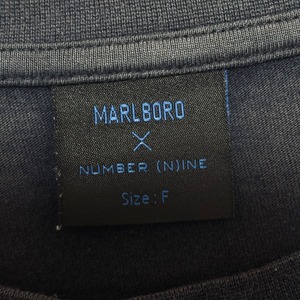 MARLBORO
X
NUMBER (N)INE
Size : F